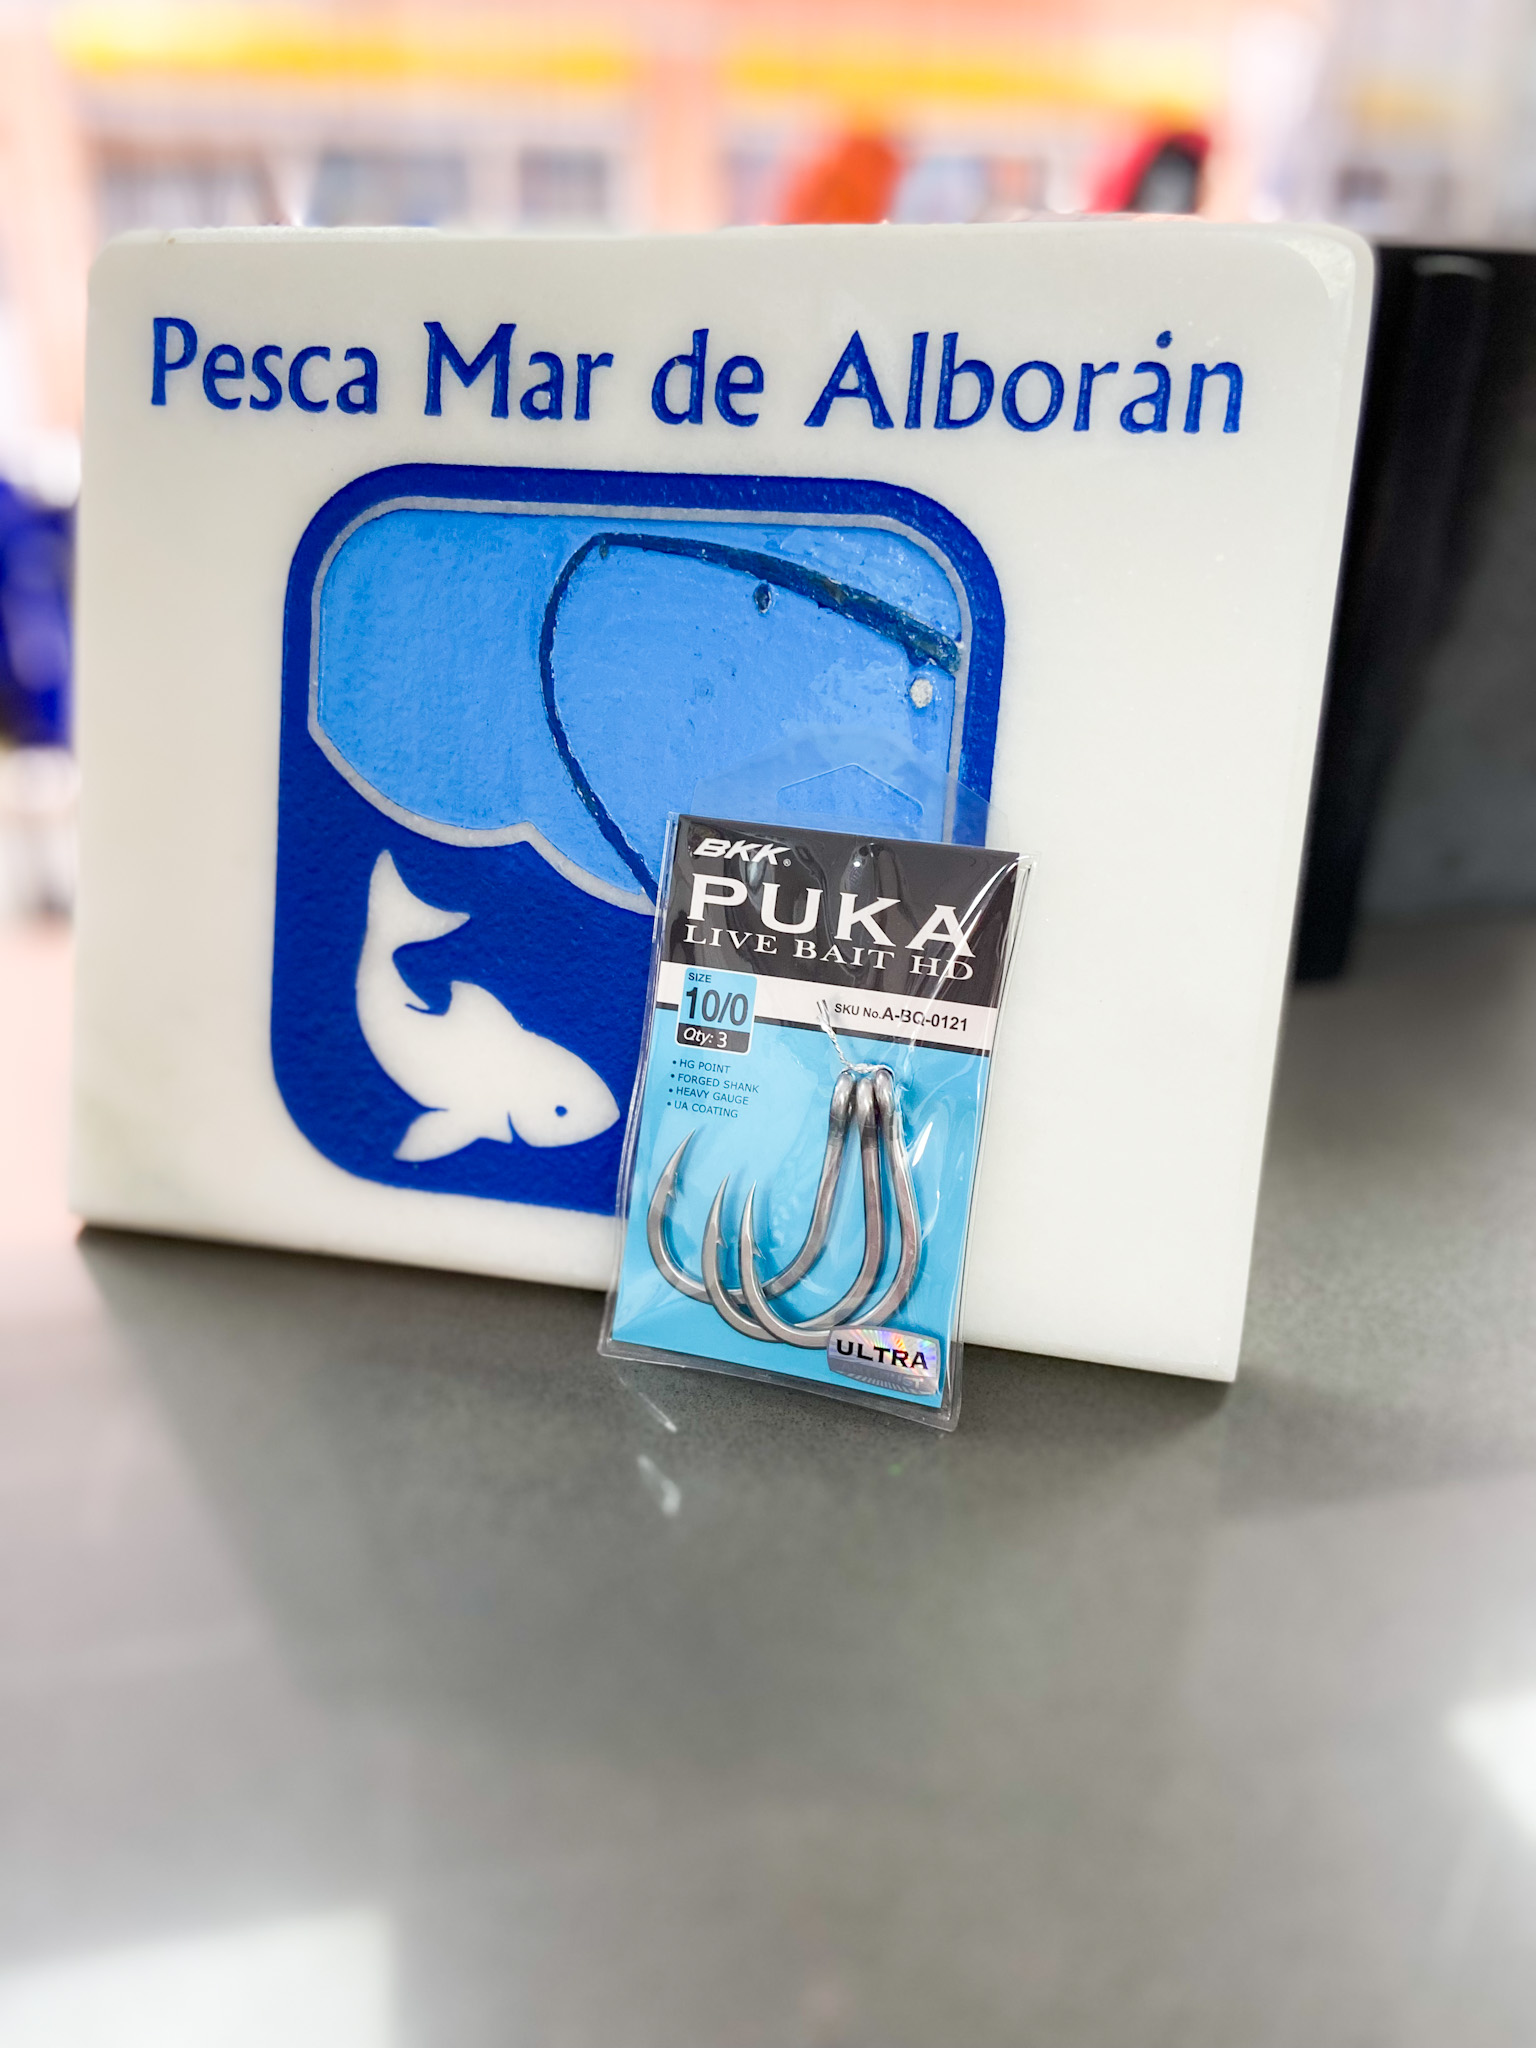 Pesca Mar de Alborán
BKK®
PUKA
LIVE BAIT HD
SIZE
10/0
Qty: 3
SKU No.A-BQ-0121
• HG POINT
• FORGED SHANK
• HEAVY GAUGE
• UA COATING
ULTRA